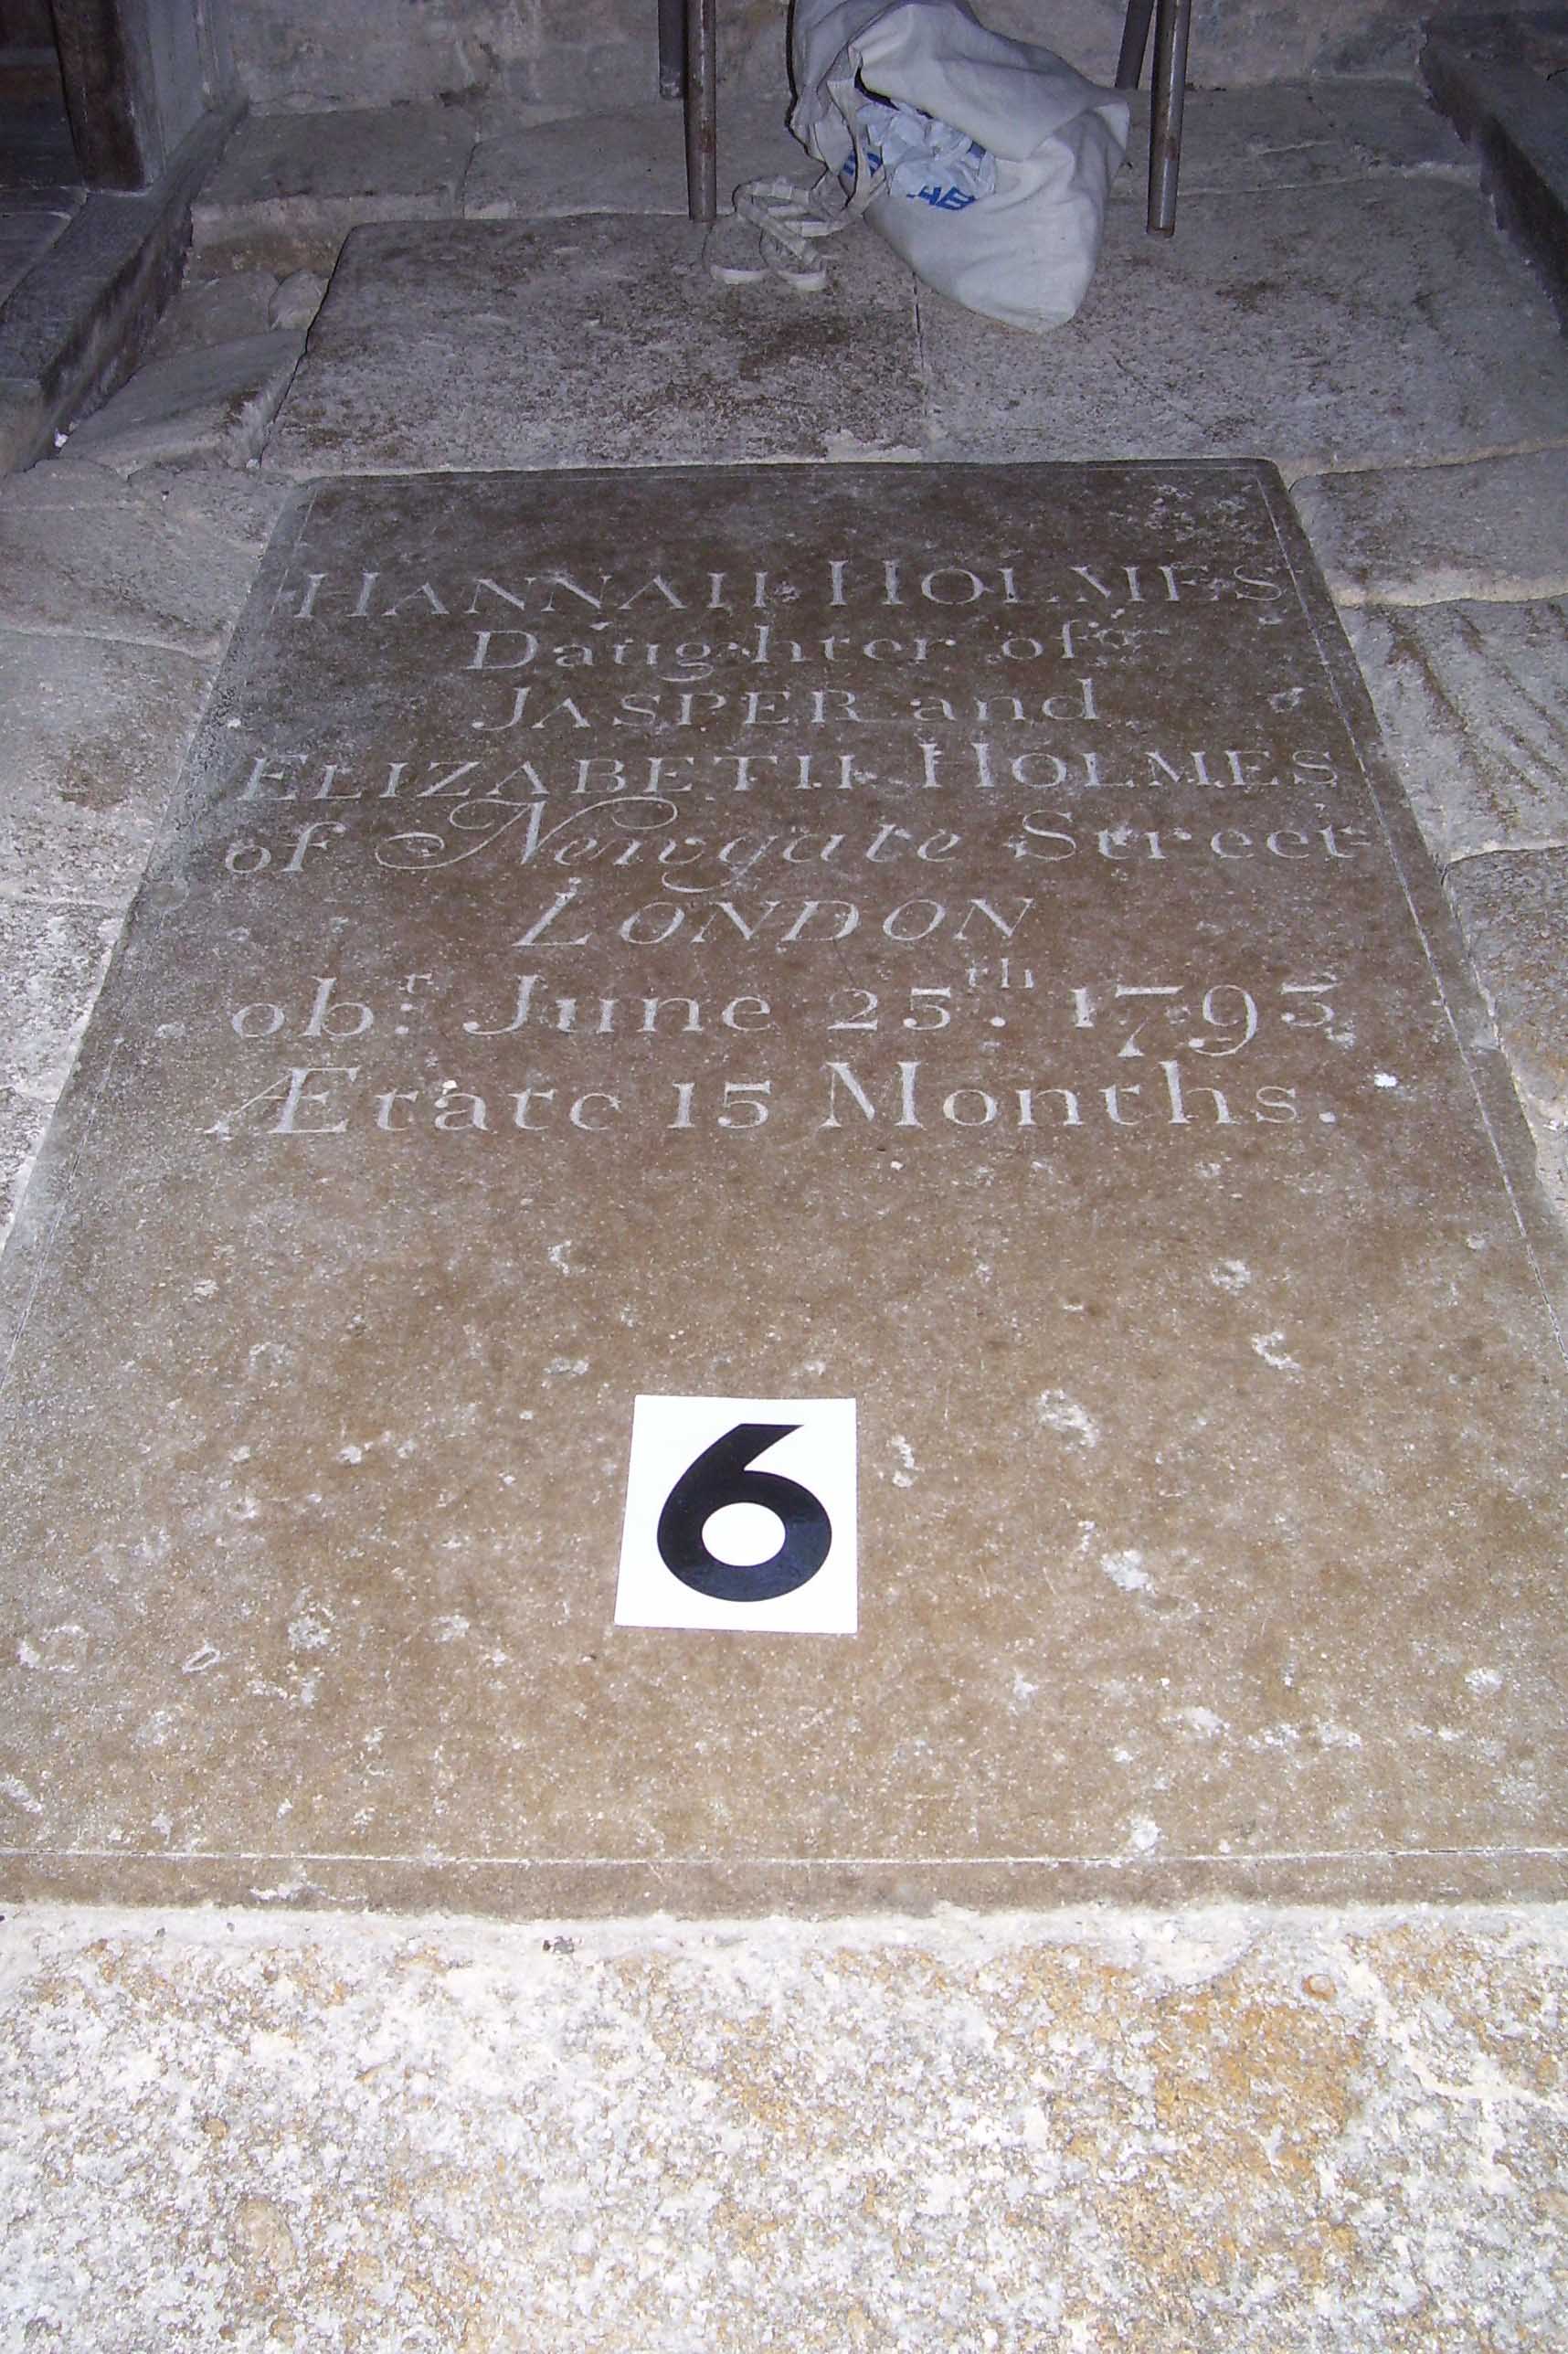 HANNAH HOLMES
Daughter of
JASPER and
ELIZABETH HOLMES
of Newgate Street
LONDON
ob:r June 25th. 1793
Ætate 15 Months.
6